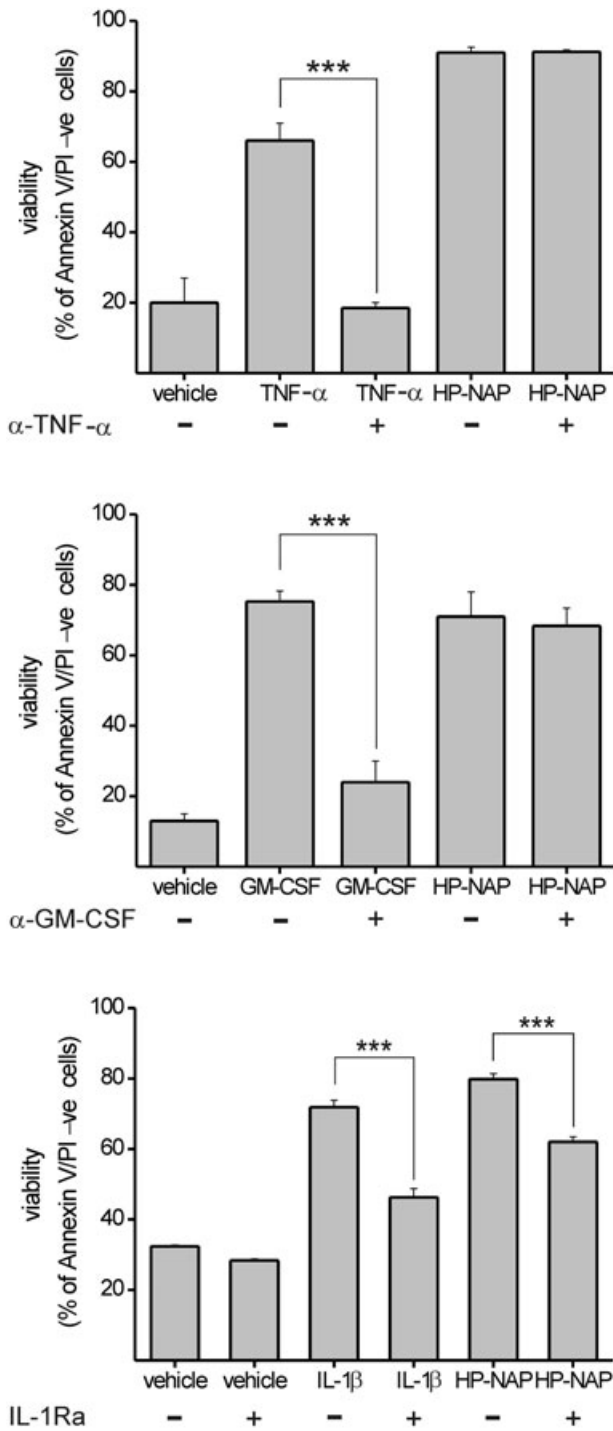 100
***
80
60
40
20
viability
(% of Annexin V/PI –ve cells)
vehicle TNF-α TNF-α HP-NAP HP-NAP
α-TNF-α - - + - +
100
***
80
60
40
20
viability
(% of Annexin V/PI –ve cells)
vehicle GM-CSF GM-CSF HP-NAP HP-NAP
α-GM-CSF - - + - +
100
***
***
80
60
40
20
viability
(% of Annexin V/PI –ve cells)
vehicle vehicle IL-1β IL-1β HP-NAP HP-NAP
IL-1Ra - + - + - +